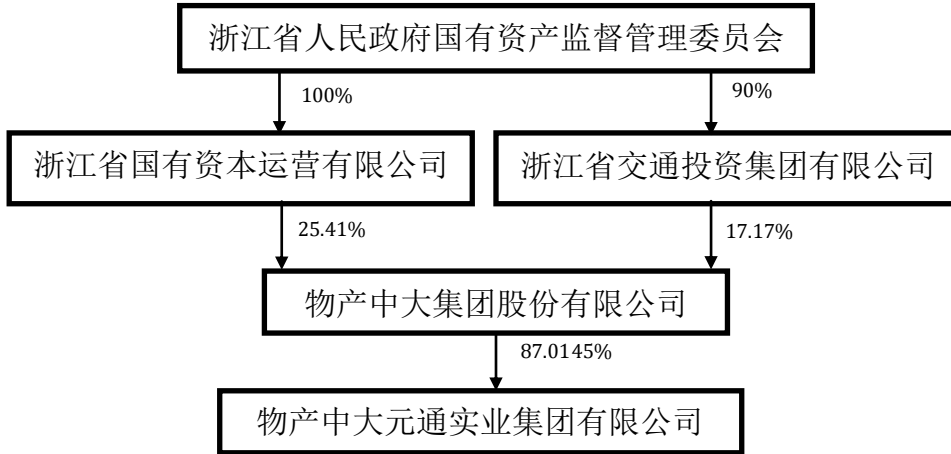 浙江省人民政府国有资产监督管理委员会
100%
90%
浙江省国有资本运营有限公司
浙江省交通投资集团有限公司
25.41%
17.17%
物产中大集团股份有限公司
87.0145%
物产中大元通实业集团有限公司